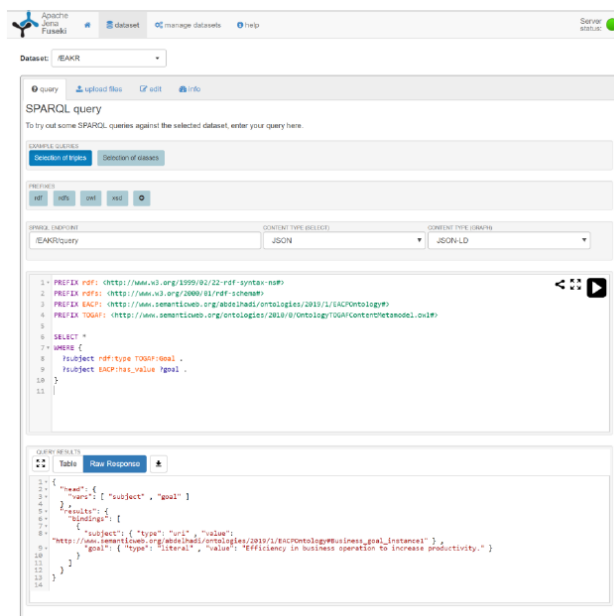 Apache
Jena
Fuseki
dataset
manage datasets
help
Server
status:
Dataset: /EAKR
query
upload files
edit
info
SPARQL query
To try out some SPARQL queries against the selected dataset, enter your query here.
EXAMPLE QUERIES
Selection of triples
Selection of classes
PREFIXES
rdf rdfs owl xsd
SPARQL ENDPOINT
CONTENT TYPE (SELECT)
CONTENT TYPE (GRAPH)
/EAKR/query
JSON
JSON-LD
1 PREFIX rdf: <http://www.w3.org/1999/02/22-rdf-syntax-ns#>
2 PREFIX rdfs: <http://www.w3.org/2000/01/rdf-schema#>
3 PREFIX EACP: <http://www.semanticweb.org/abdelhadi/ontologies/2019/1/EACPOntology#>
4 PREFIX TOGAF: <http://www.semanticweb.org/ontologies/2010/0/OntologyTOGAFContentMetamodel.owl#>
5
6 SELECT *
7 WHERE {
8 ?subject rdf:type TOGAF:Goal .
9 ?subject EACP:has_value ?goal .
10 }
11
QUERY RESULTS
Table
Raw Response
1 {
2 "head": {
3 "vars": [ "subject" , "goal" ]
4 } ,
5 "results": {
6 "bindings": [
7 {
8 "subject": { "type": "uri" , "value":
"http://www.semanticweb.org/abdelhadi/ontologies/2019/1/EACPOntology#Business_goal_instance1" } ,
9 "goal": { "type": "literal" , "value": "Efficiency in business operation to increase productivity." }
10 }
11 ]
12 }
13 }
14